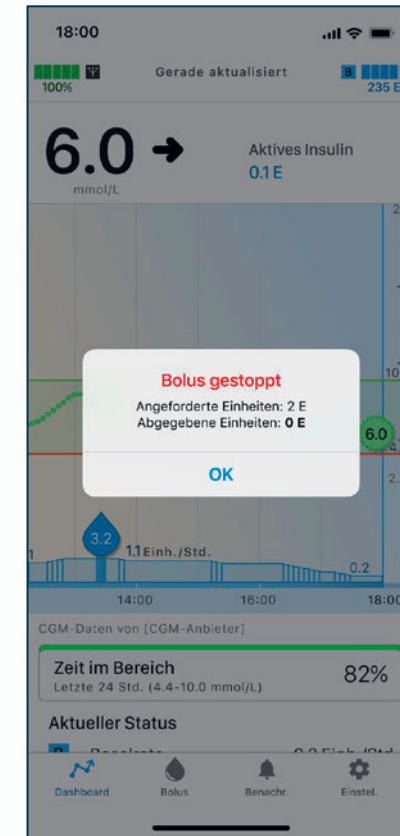 18:00
100%
Gerade aktualisiert
B
235 E
6.0
mmol/L
Aktives Insulin
0.1 E
10
Bolus gestoppt
Angeforderte Einheiten: 2 E
Abgegebene Einheiten: 0 E
OK
6.0
3.2
1.1 Einh./Std.
0.2
14:00
16:00
18:00
CGM-Daten von [CGM-Anbieter]
Zeit im Bereich
Letzte 24 Std. (4.4-10.0 mmol/L)
82%
Aktueller Status
Dashboard
Bolus
Benachr.
Einstel.